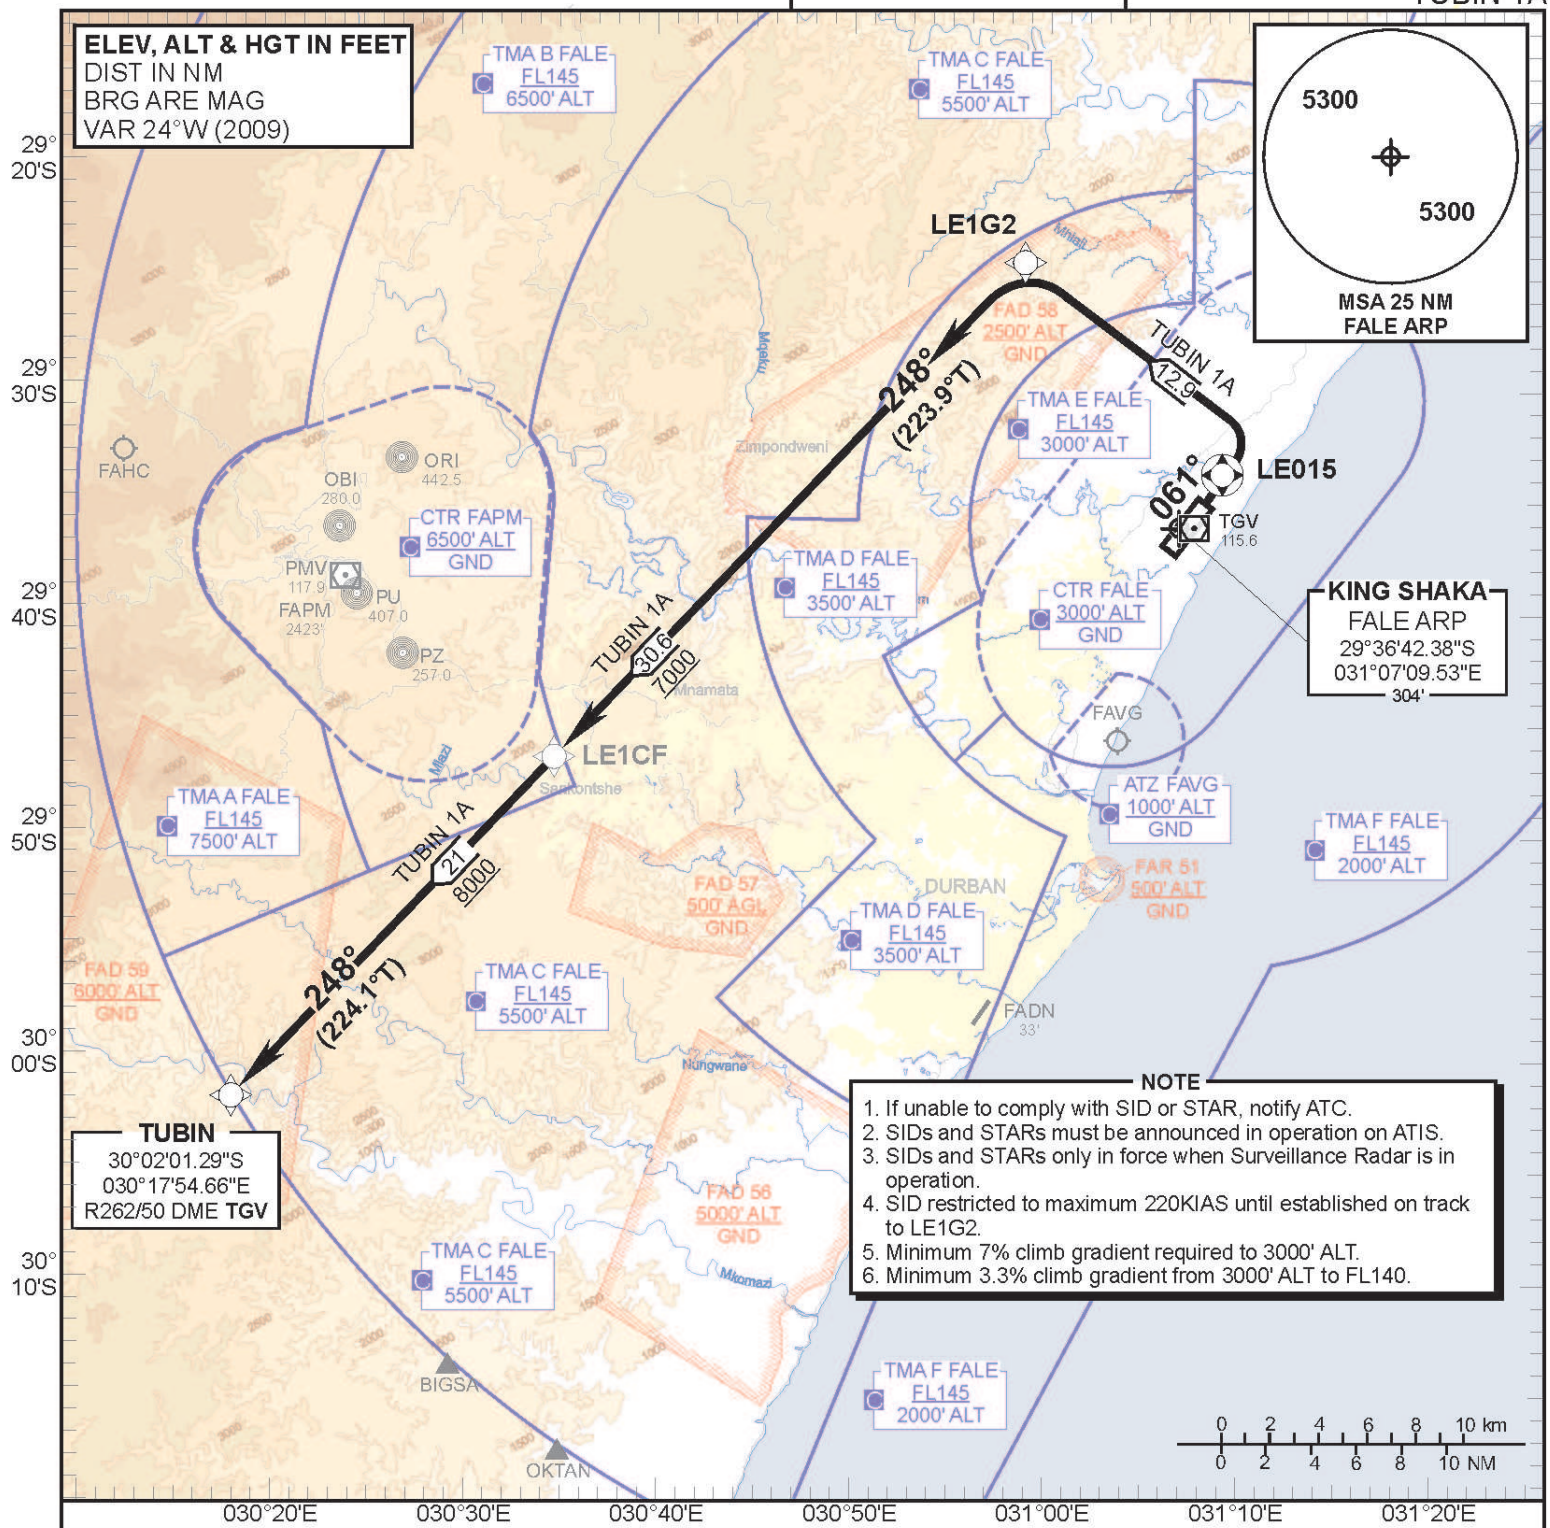 TUBIN 1A
ELEV, ALT & HGT IN FEET
DIST IN NM
BRG ARE MAG
VAR 24°W (2009)
TMA B FALE
FL145
6500' ALT
C
TMA C FALE
FL145
5500' ALT
C
5300
5300
MSA 25 NM
FALE ARP
29°
20'S
LE1G2
Mhlali
FAD 58
2500' ALT
GND
TUBIN 1A
12.9
29°
30'S
248°
(223.9°T)
Mqeku
TMA E FALE
FL145
3000' ALT
C
Zimpondweni
FAHC
ORI
442.5
OBI
280.0
LE015
061°
TGV
115.6
CTR FAPM
6500' ALT
GND
C
PMV
117.9
FAPM
2423'
PU
407.0
PZ
257.0
TMA D FALE
FL145
3500' ALT
C
CTR FALE
3000' ALT
GND
C
KING SHAKA
FALE ARP
29°36'42.38"S
031°07'09.53"E
304'
29°
40'S
TUBIN 1A
30.6
7000
Mnamata
FAVG
LE1CF
Mlazi
Sankontshe
TMA A FALE
FL145
7500' ALT
C
ATZ FAVG
1000' ALT
GND
C
29°
50'S
TUBIN 1A
21
8000
TMA F FALE
FL145
2000' ALT
C
FAR 51
500' ALT
GND
DURBAN
FAD 57
500' AGL
GND
TMA D FALE
FL145
3500' ALT
C
FAD 59
6000' ALT
GND
248°
(224.1°T)
TMA C FALE
FL145
5500' ALT
C
FADN
33'
30°
00'S
Nungwane
TUBIN
30°02'01.29"S
030°17'54.66"E
R262/50 DME TGV
NOTE
1. If unable to comply with SID or STAR, notify ATC.
2. SIDs and STARs must be announced in operation on ATIS.
3. SIDs and STARs only in force when Surveillance Radar is in
operation.
4. SID restricted to maximum 220KIAS until established on track
to LE1G2.
5. Minimum 7% climb gradient required to 3000' ALT.
6. Minimum 3.3% climb gradient from 3000' ALT to FL140.
FAD 56
5000' ALT
GND
30°
10'S
TMA C FALE
FL145
5500' ALT
C
Mkomazi
BIGSA
OKTAN
TMA F FALE
FL145
2000' ALT
C
0 2 4 6 8 10 km
0 2 4 6 8 10 NM
030°20'E 030°30'E 030°40'E 030°50'E 031°00'E 031°10'E 031°20'E